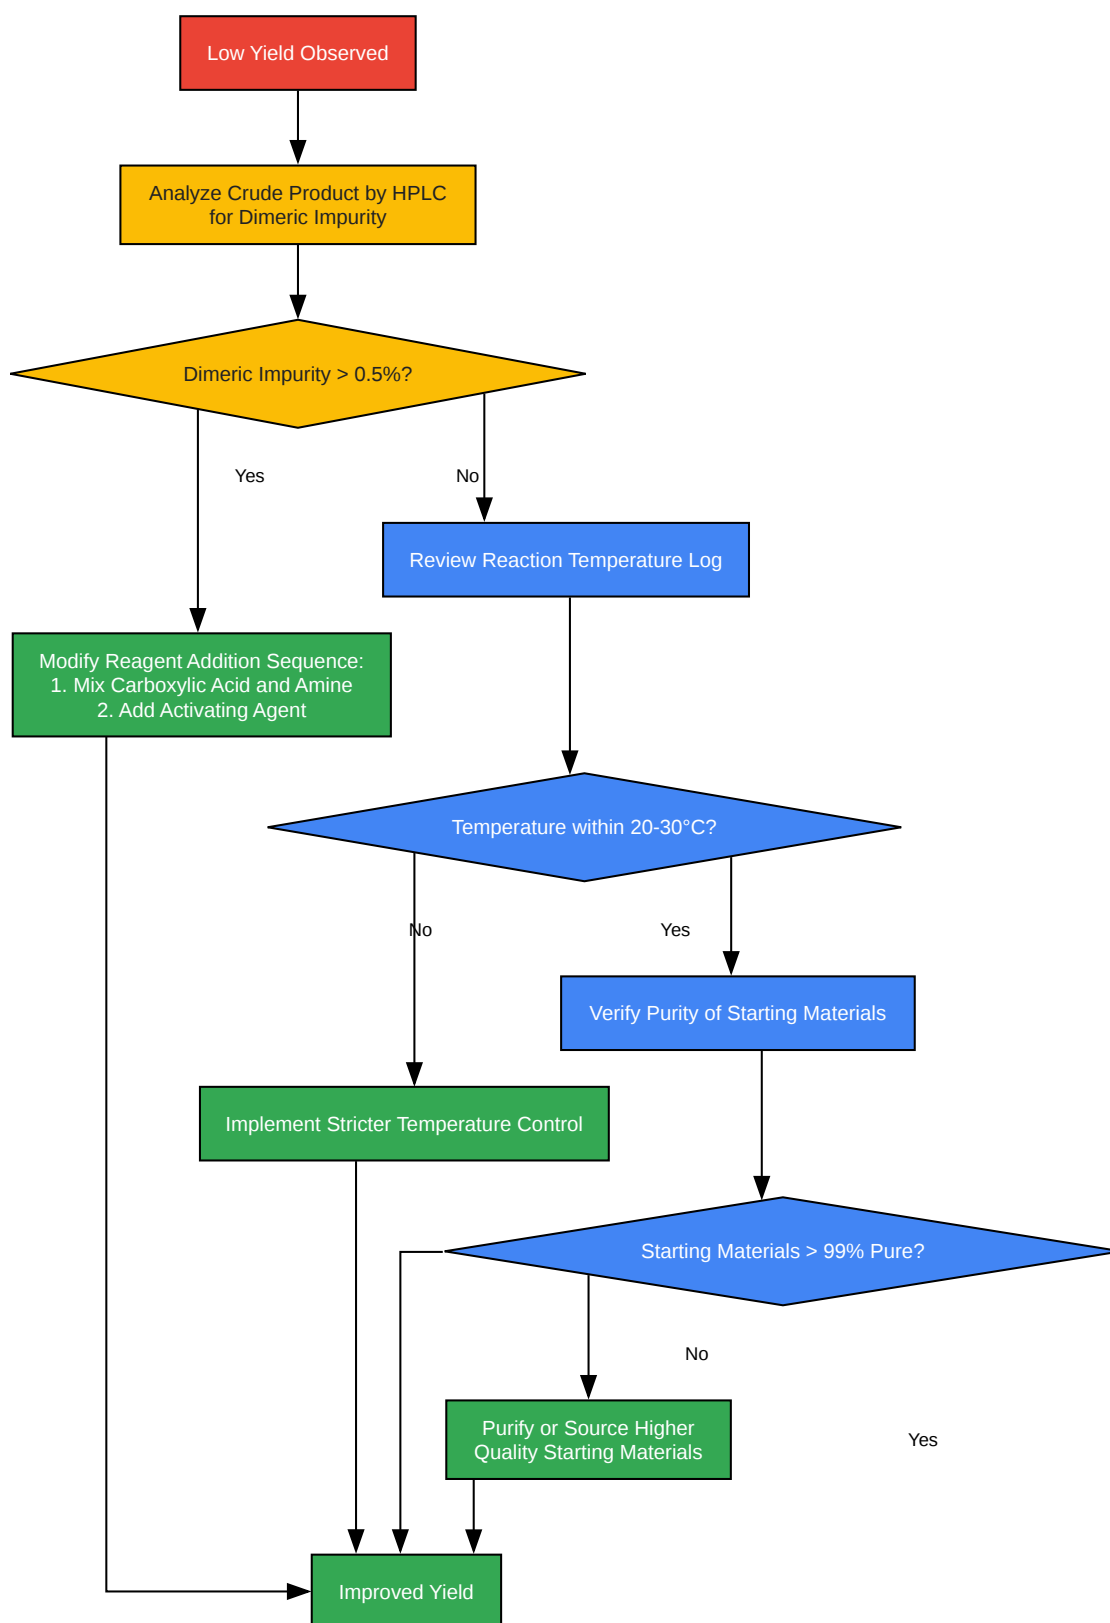 Low Yield Observed
Analyze Crude Product by HPLC
for Dimeric Impurity
Dimeric Impurity > 0.5%?
Yes
No
Review Reaction Temperature Log
Modify Reagent Addition Sequence:
1. Mix Carboxylic Acid and Amine
2. Add Activating Agent
Temperature within 20-30°C?
No
Yes
Verify Purity of Starting Materials
Implement Stricter Temperature Control
Starting Materials > 99% Pure?
No
Purify or Source Higher
Quality Starting Materials
Yes
Improved Yield